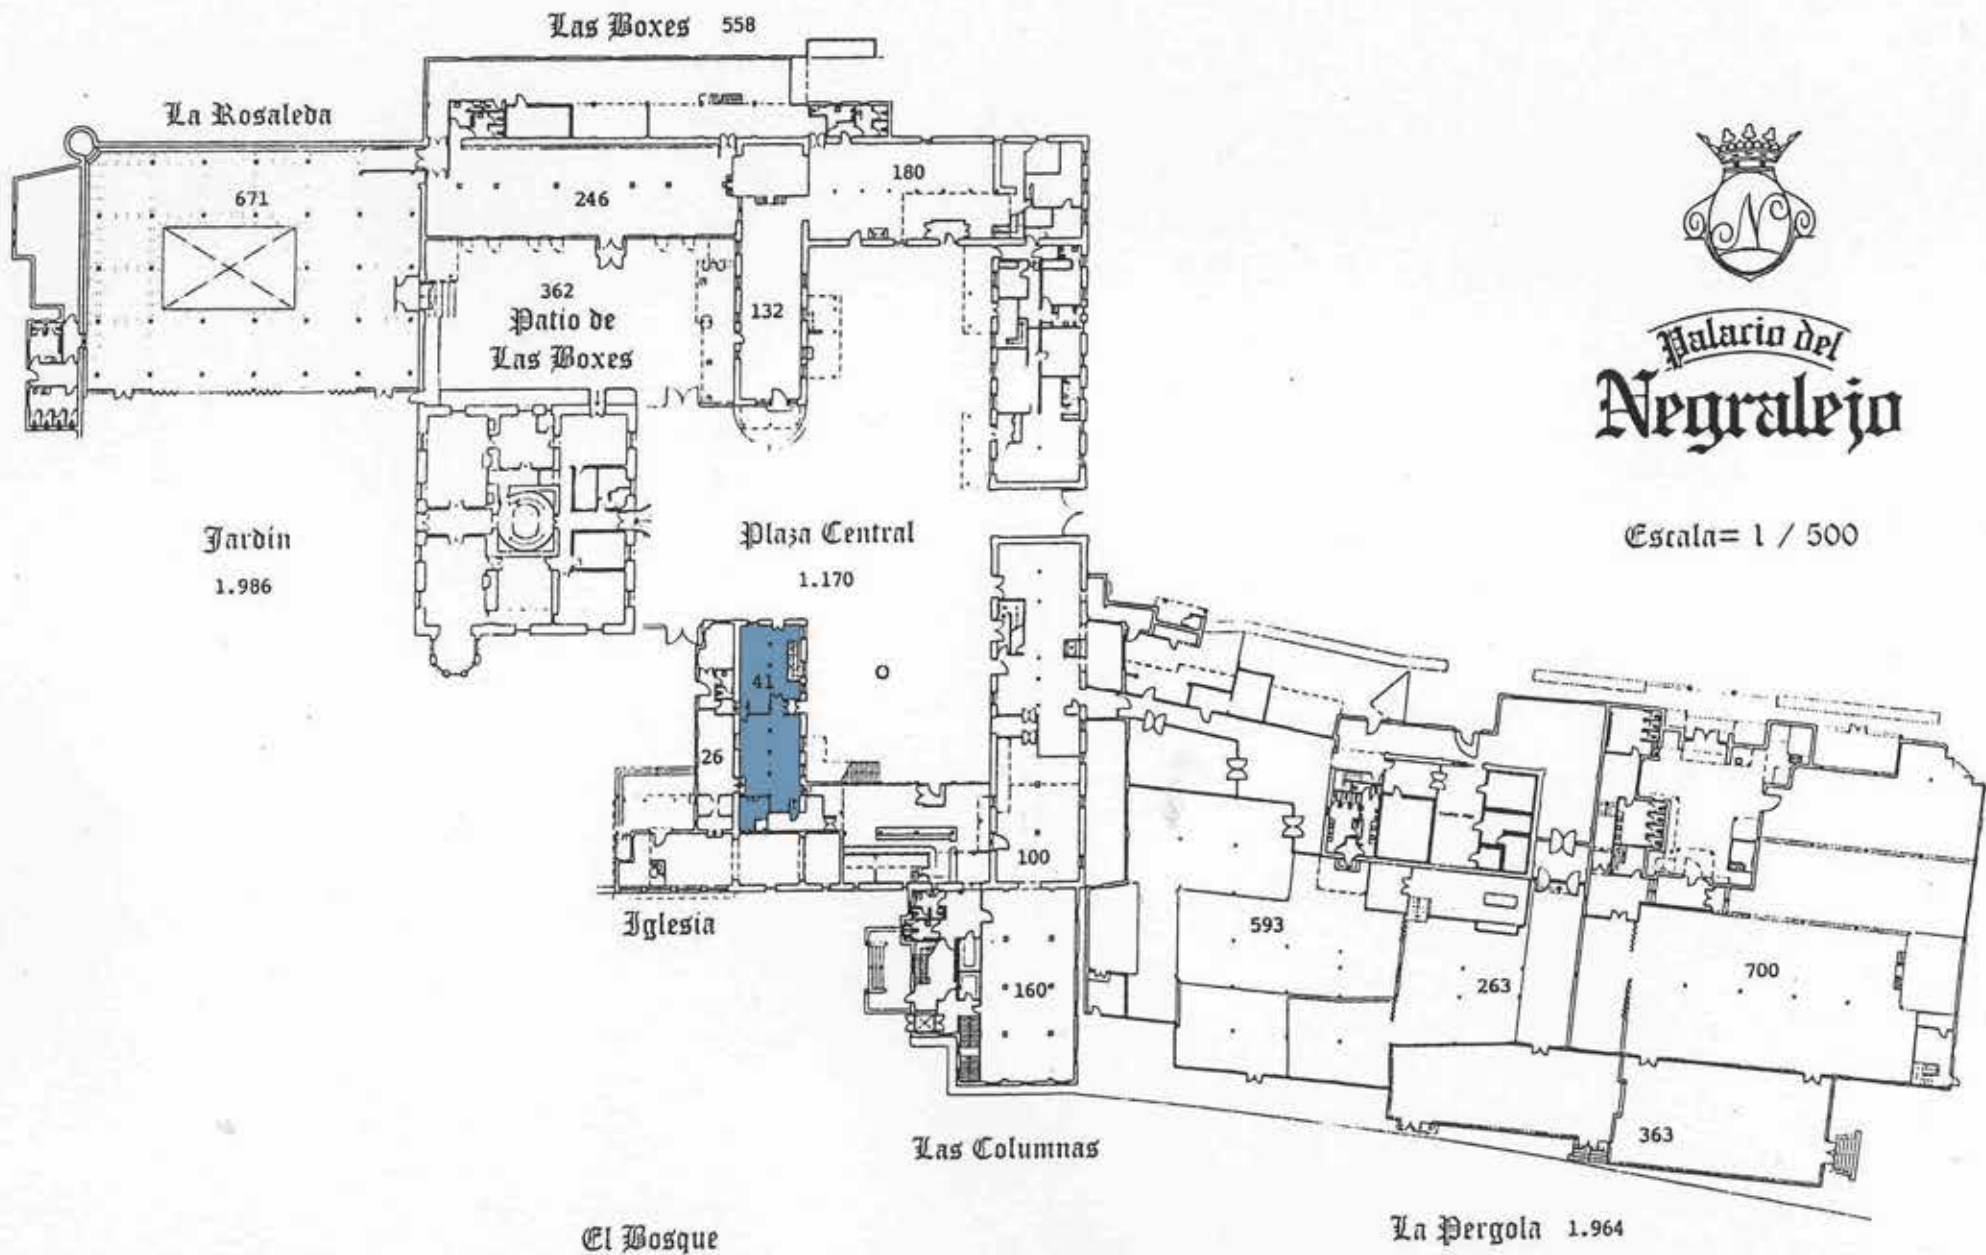 Las Boxes 558
La Rosaleda
671
246
180
362
Patio de
Las Boxes
132
Palacio del
Negralejo
Escala= 1 / 500
Jardin
1.986
Plaza Central
1.170
41
26
100
Iglesia
593
160
263
700
363
Las Columnas
El Bosque
La Pergola 1.964